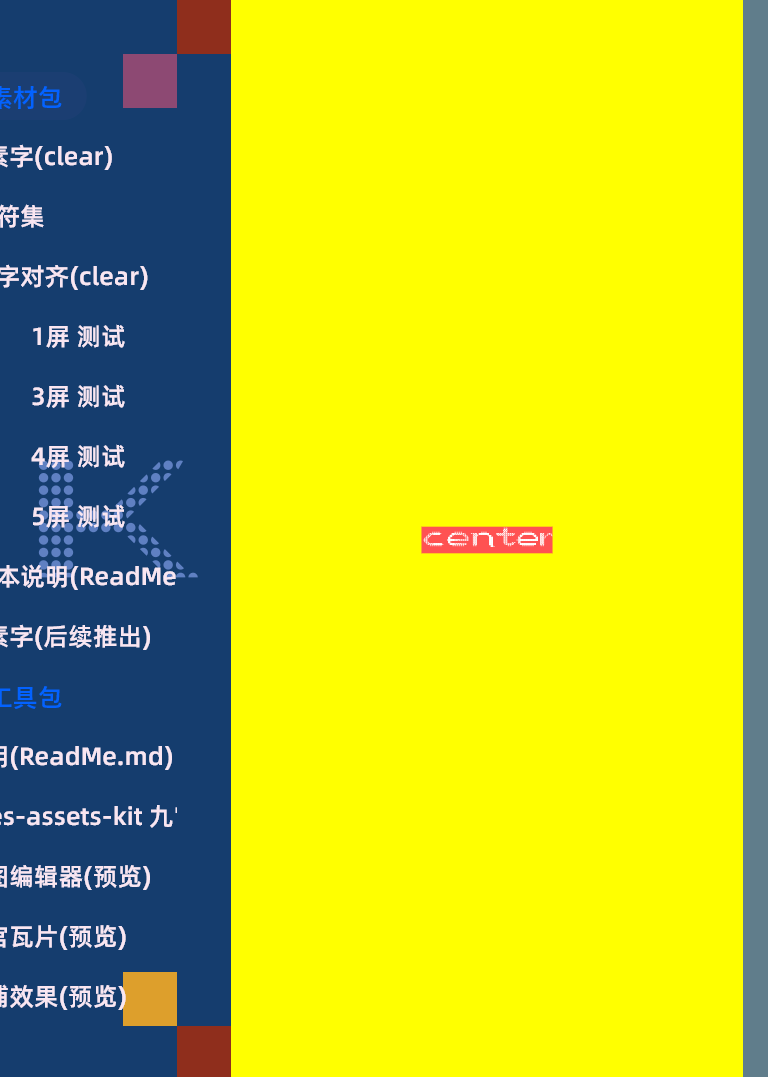 素材包
素字(clear)
符集
字对齐(clear)
1屏 测试
3屏 测试
4屏 测试
5屏 测试
本说明(ReadMe
素字(后续推出)
工具包
明(ReadMe.md)
es-assets-kit 九
图编辑器(预览)
宫瓦片(预览)
铺效果(预览)
K
center